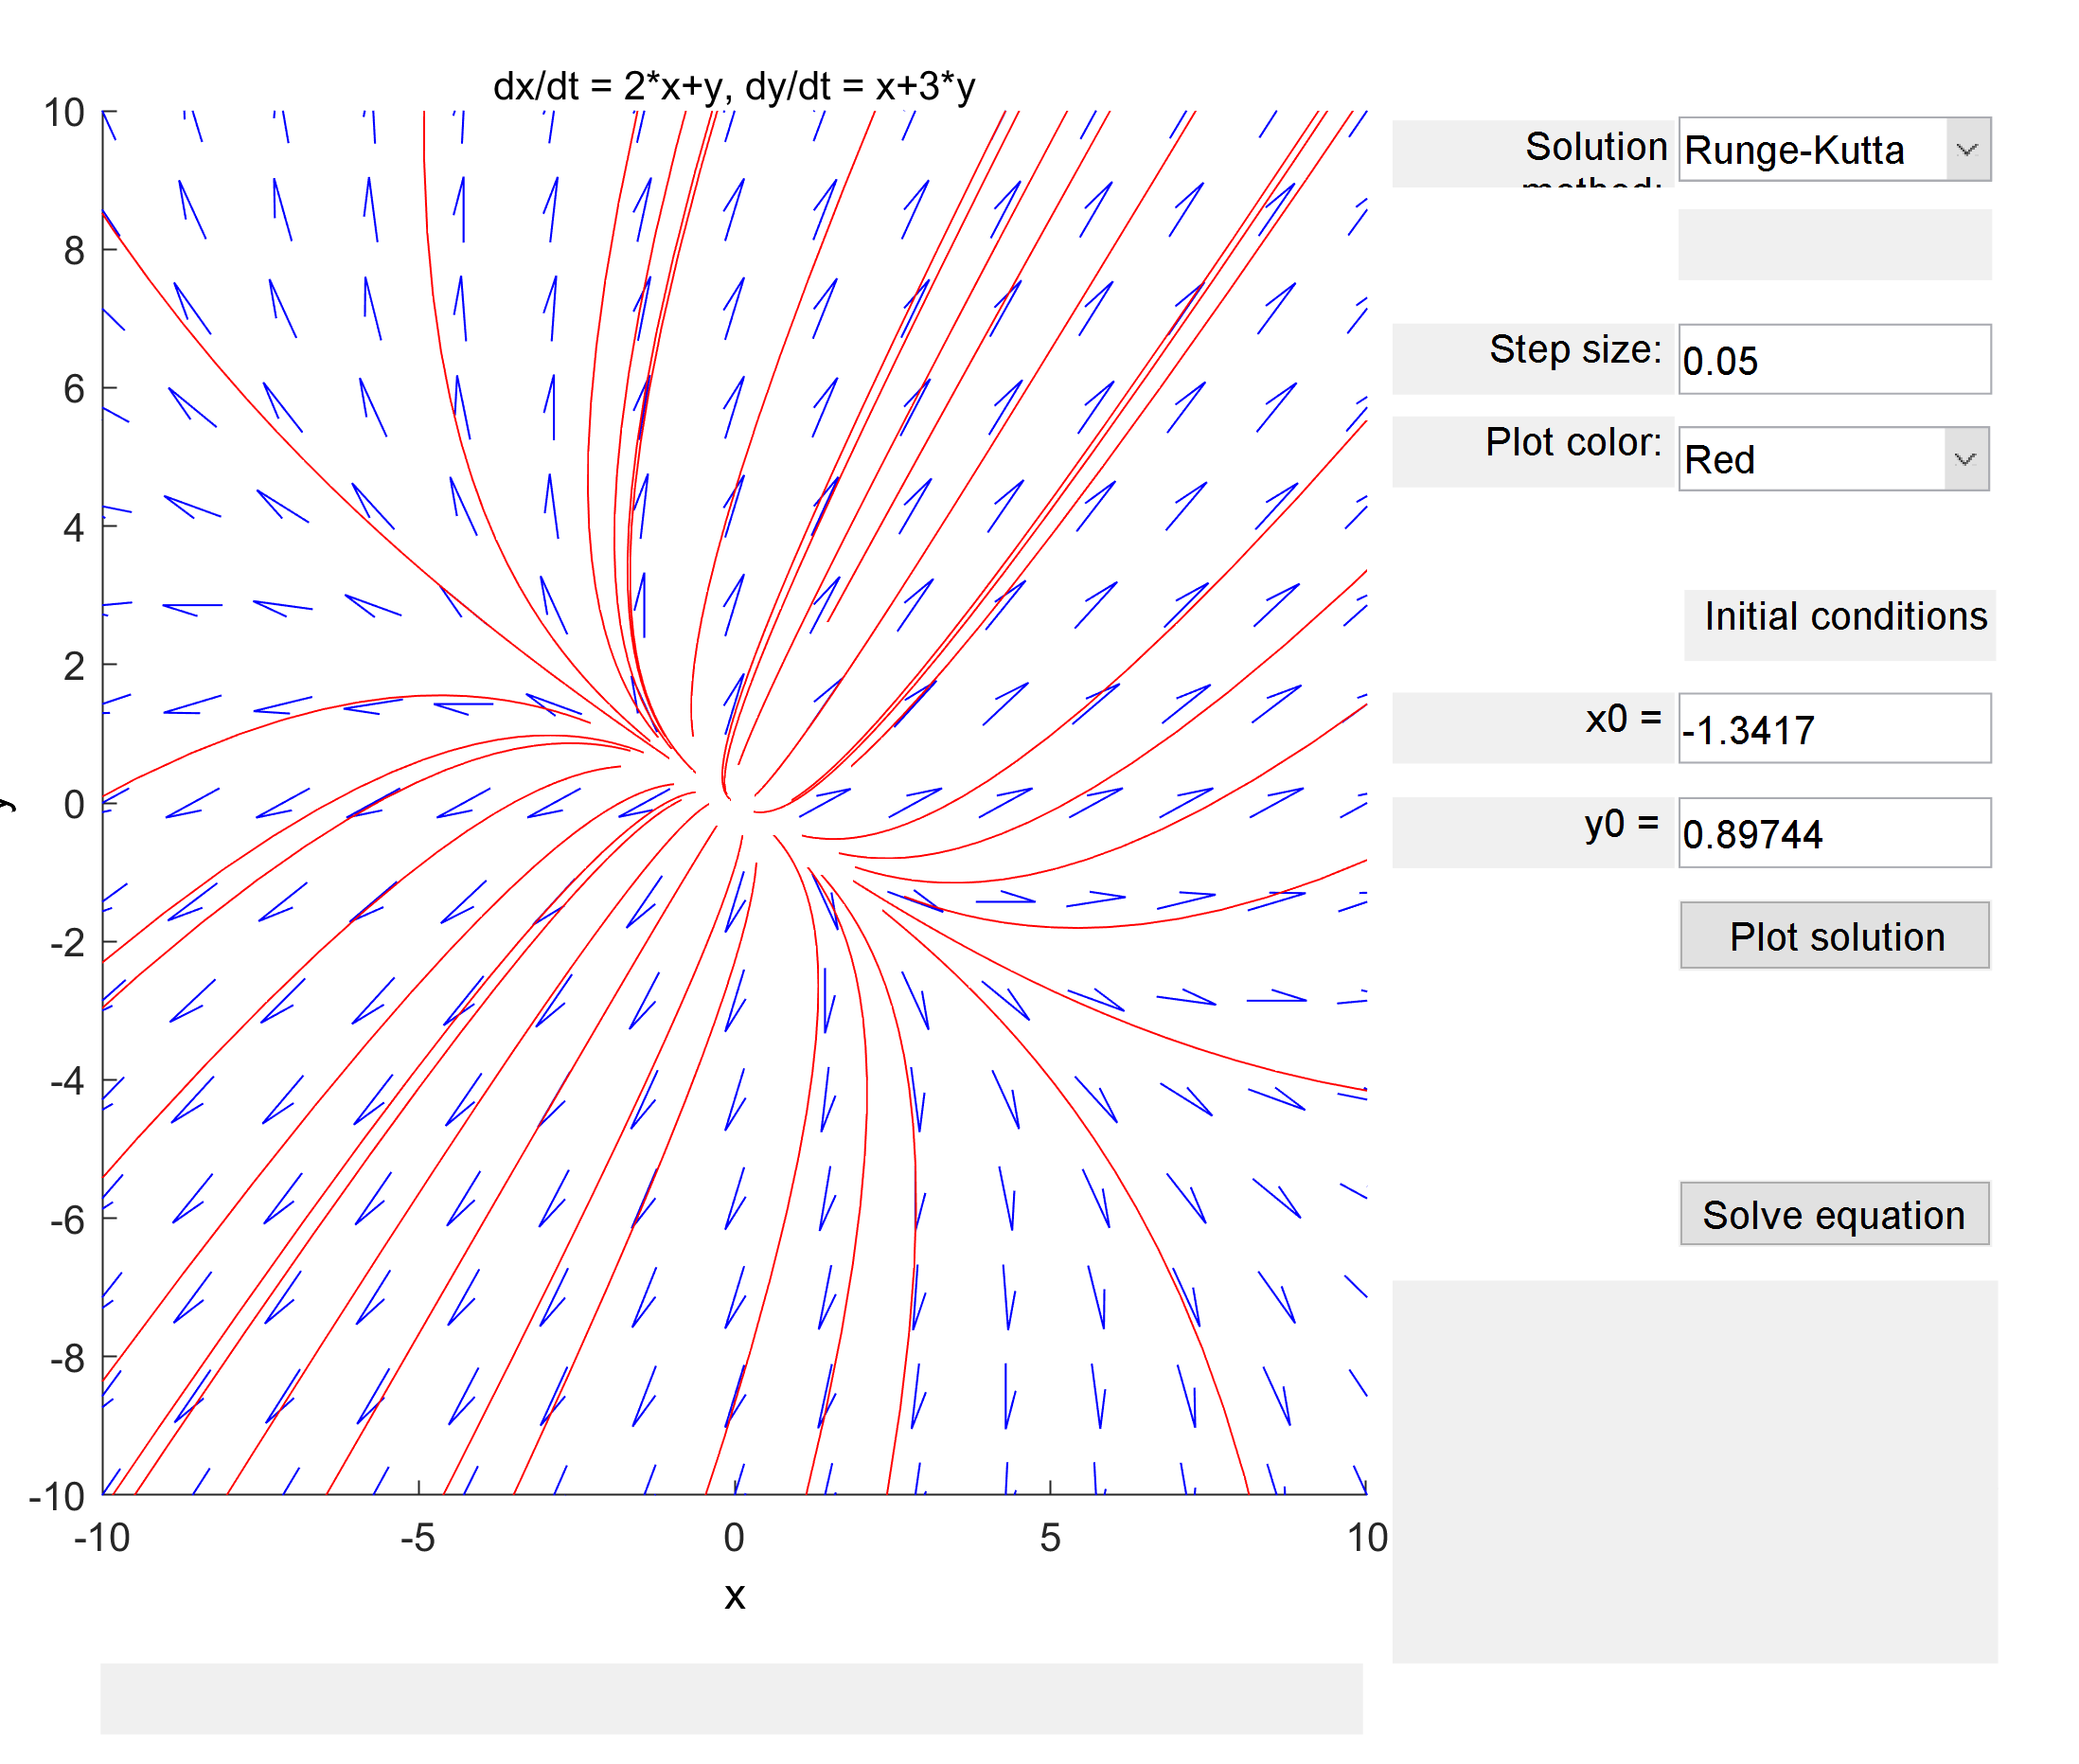 dx/dt = 2*x+y, dy/dt = x+3*y
10
8
6
4
2
0
-2
-4
-6
-8
-10
-10
-5
0
5
10
x
y
Solution
method:
Runge-Kutta
Step size:
0.05
Plot color:
Red
Initial conditions
x0 =
-1.3417
y0 =
0.89744
Plot solution
Solve equation